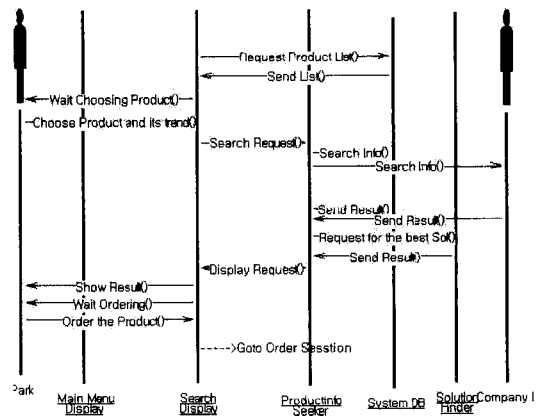 Request Product List()
Send List()
Wait Choosing Product()
Choose Product and its trend()
Search Request()
Search Info()
Search Info()
Send Result()
Send Result()
Request for the best Sol()
Send Result()
Display Request()
Show Result()
Wait Ordering()
Order the Product()
Goto Order Sesstion
Park
Main Menu
Display
Search
Display
ProductInfo
Seeker
System DB
Solution
Finder
Company I